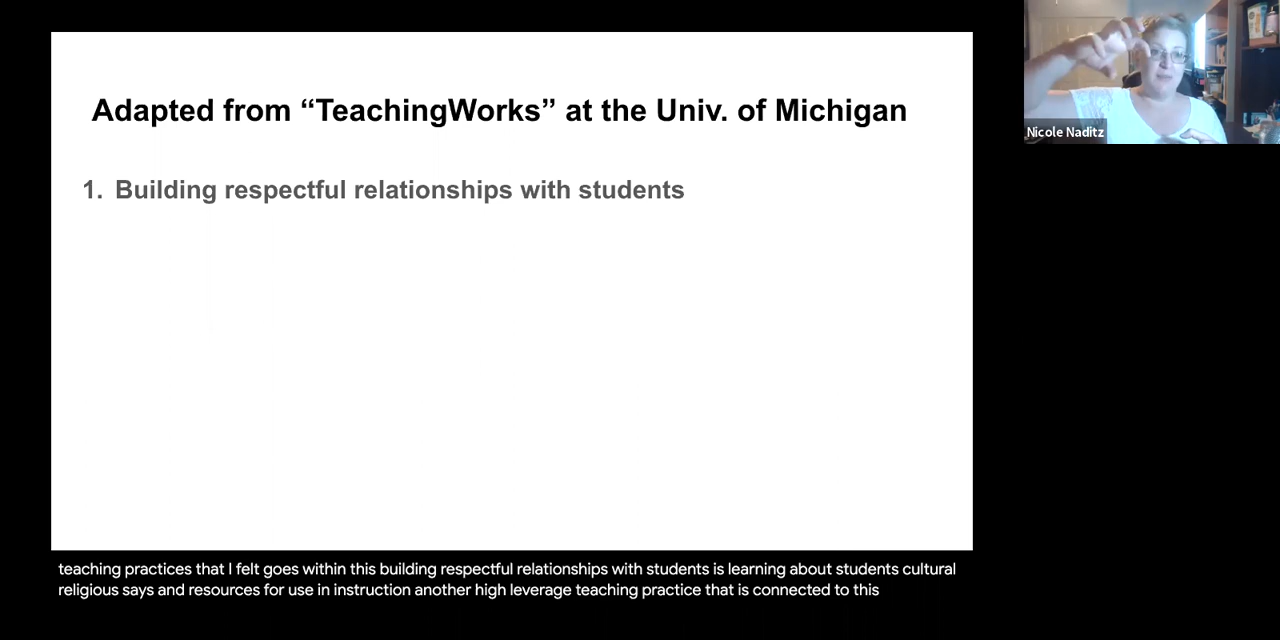 Adapted from “TeachingWorks” at the Univ. of Michigan
1. Building respectful relationships with students
Nicole Naditz
teaching practices that I felt goes within this building respectful relationships with students is learning about students cultural
religious says and resources for use in instruction another high leverage teaching practice that is connected to this